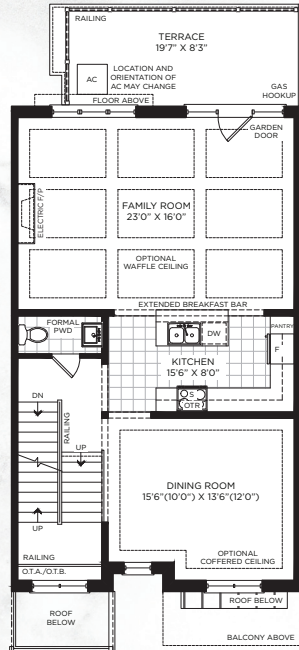 RAILING
TERRACE
19'7" X 8'3"
AC
LOCATION AND
ORIENTATION OF
AC MAY CHANGE
GAS
HOOKUP
FLOOR ABOVE
GARDEN
DOOR
ELECTRIC F/P
FAMILY ROOM
23'0" X 16'0"
OPTIONAL
WAFFLE CEILING
EXTENDED BREAKFAST BAR
FORMAL
PWD
DW
PANTRY
F
KITCHEN
15'6" X 8'0"
S
OTR
DN
RAILING
UP
UP
DINING ROOM
15'6"(10'0") X 13'6"(12'0")
OPTIONAL
COFFERED CEILING
RAILING
O.T.A./O.T.B.
ROOF
BELOW
ROOF BELOW
BALCONY ABOVE